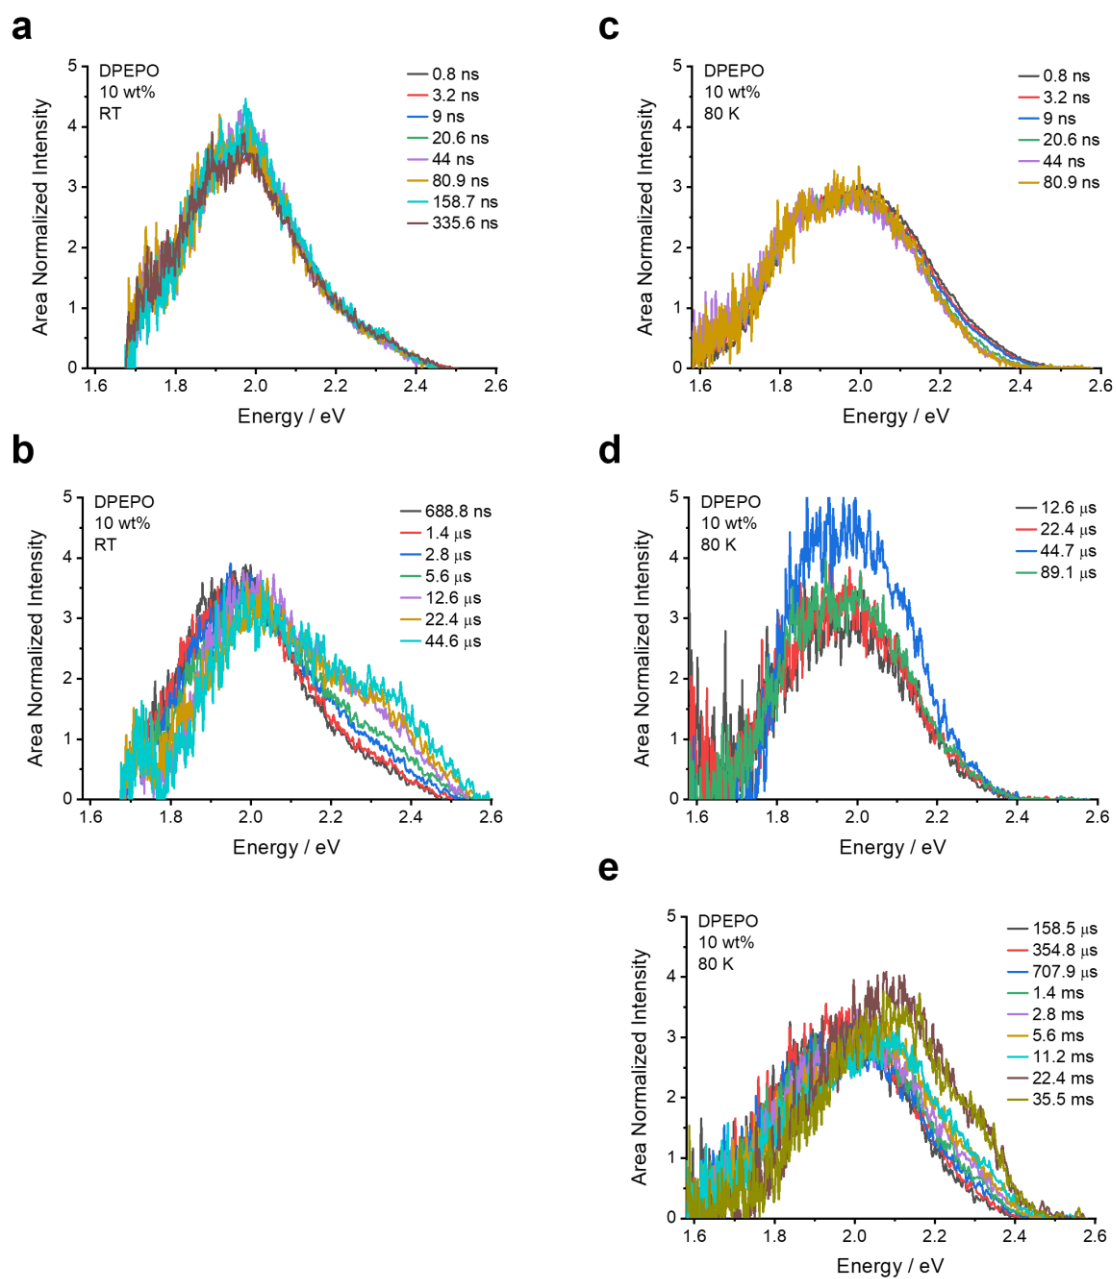 a
DPEPO
10 wt%
RT
0.8 ns
3.2 ns
9 ns
20.6 ns
44 ns
80.9 ns
158.7 ns
335.6 ns
5
4
3
2
1
0
Area Normalized Intensity
1.6 1.8 2.0 2.2 2.4 2.6
Energy / eV
b
DPEPO
10 wt%
RT
688.8 ns
1.4 μs
2.8 μs
5.6 μs
12.6 μs
22.4 μs
44.6 μs
5
4
3
2
1
0
Area Normalized Intensity
1.6 1.8 2.0 2.2 2.4 2.6
Energy / eV
c
DPEPO
10 wt%
80 K
0.8 ns
3.2 ns
9 ns
20.6 ns
44 ns
80.9 ns
5
4
3
2
1
0
Area Normalized Intensity
1.6 1.8 2.0 2.2 2.4 2.6
Energy / eV
d
DPEPO
10 wt%
80 K
12.6 μs
22.4 μs
44.7 μs
89.1 μs
5
4
3
2
1
0
Area Normalized Intensity
1.6 1.8 2.0 2.2 2.4 2.6
Energy / eV
e
DPEPO
10 wt%
80 K
158.5 μs
354.8 μs
707.9 μs
1.4 ms
2.8 ms
5.6 ms
11.2 ms
22.4 ms
35.5 ms
5
4
3
2
1
0
Area Normalized Intensity
1.6 1.8 2.0 2.2 2.4 2.6
Energy / eV